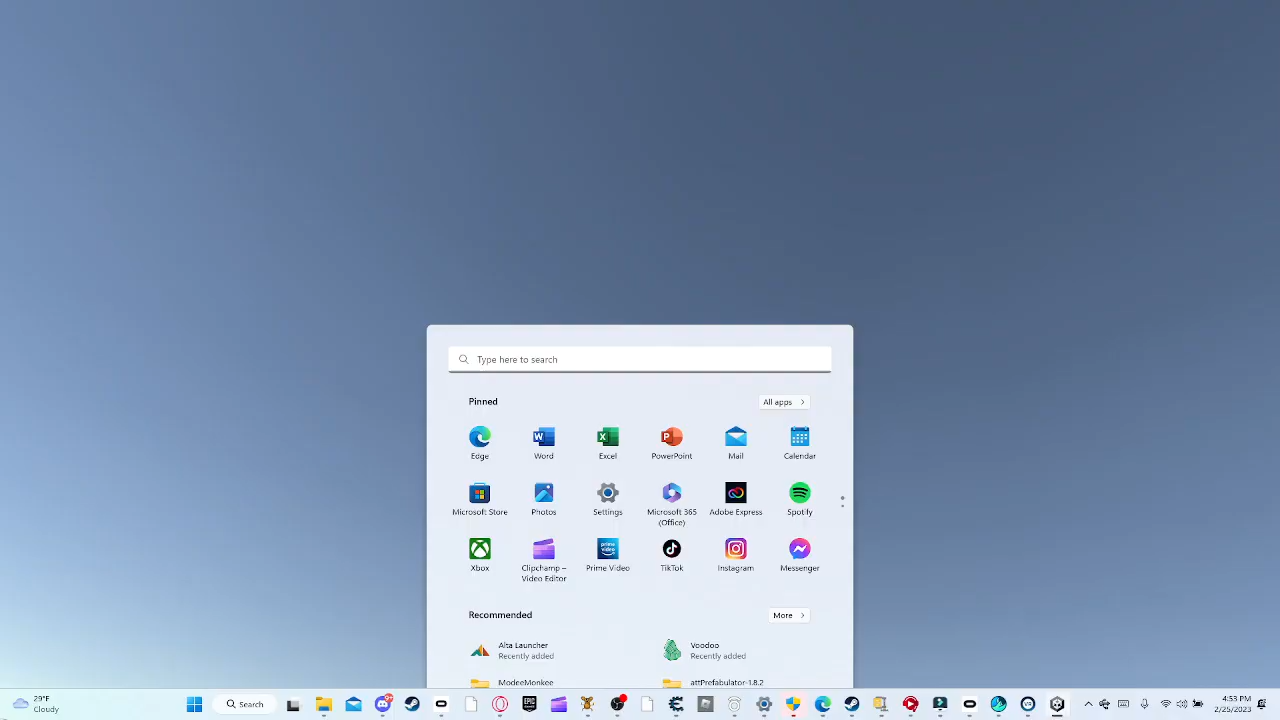 Type here to search
Pinned
All apps
Edge
Word
Excel
PowerPoint
Mail
Calendar
Microsoft Store
Photos
Settings
Microsoft 365
(Office)
Adobe Express
Spotify
Xbox
Clipchamp –
Video Editor
Prime Video
TikTok
Instagram
Messenger
Recommended
More
Alta Launcher
Recently added
Voodoo
Recently added
ModeeMonkey
attPrefabulator-1.8.2
29°F
Cloudy
Search
4:53 PM
2/25/2023